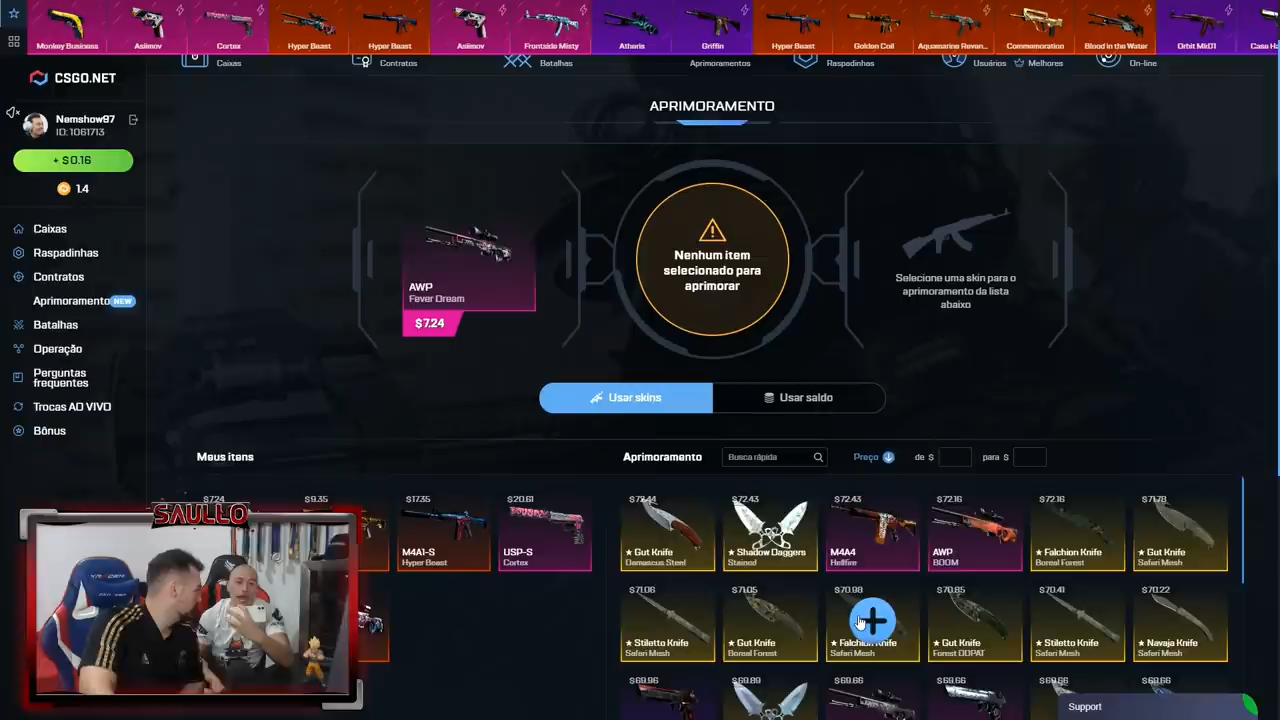 Monkey Business
Asiimov
Cortex
Hyper Beast
Hyper Beast
Asiimov
Frontside Misty
Atheris
Griffin
Hyper Beast
Golden Coil
Aquamarine Reven...
Commemoration
Blood in the Water
Orbit Mk01
CSGO.NET
Caixas
Contratos
Batalhas
Aprimoramentos
Raspadinhas
Usuários
Melhores
On-line
Nemshow97
ID: 1061713
+ $0.16
1.4
Caixas
Raspadinhas
Contratos
Aprimoramento NEW
Batalhas
Operação
Perguntas
frequentes
Trocas AO VIVO
Bônus
APRIMORAMENTO
AWP
Fever Dream
$7.24
Nenhum item
selecionado para
aprimorar
Selecione uma skin para o
aprimoramento da lista
abaixo
Usar skins
Usar saldo
Meus itens
Aprimoramento
Busca rápida
Preço
de $
para $
$7.24
$9.35
$17.35
M4A1-S
Hyper Beast
$20.61
USP-S
Cortex
$72.44
★ Gut Knife
Damascus Steel
$72.43
★ Shadow Daggers
Stained
$72.43
M4A4
Hellfire
$72.16
AWP
BOOM
$72.16
★ Falchion Knife
Boreal Forest
$71.78
★ Gut Knife
Safari Mesh
$71.06
★ Stiletto Knife
Safari Mesh
$71.05
★ Gut Knife
Boreal Forest
$70.98
★ Falchion Knife
Safari Mesh
$70.85
★ Gut Knife
Forest DDPAT
$70.41
★ Stiletto Knife
Safari Mesh
$70.22
★ Navaja Knife
Safari Mesh
$69.96
$69.89
$69.66
$69.66
$69.66
$69.66
SAULLO
Support